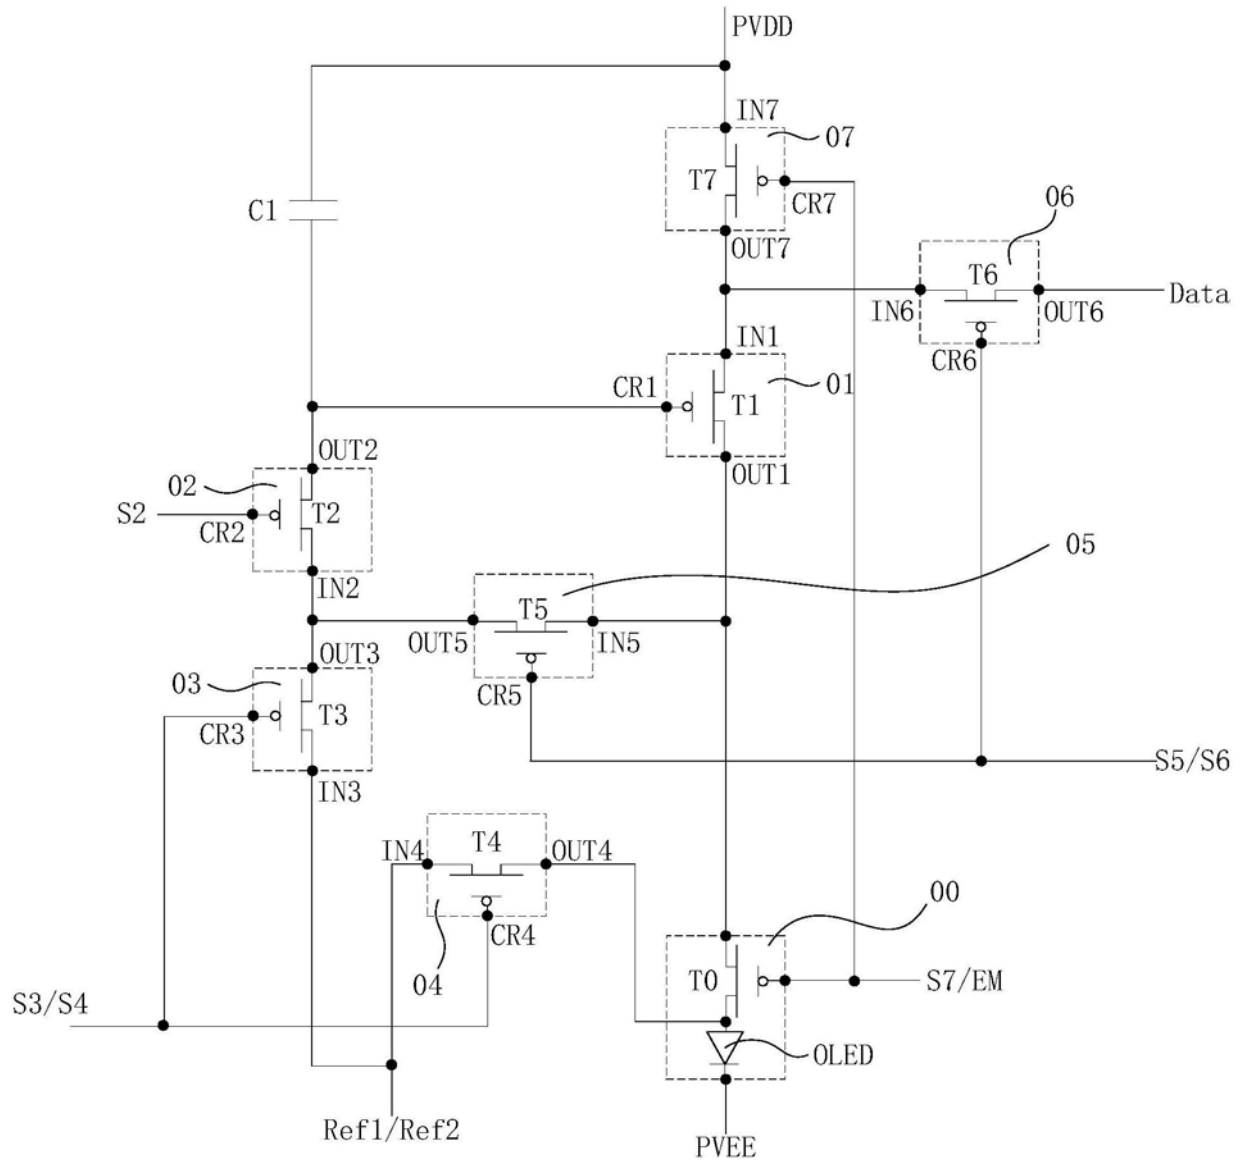 PVDD
IN7
07
T7
CR7
C1
OUT7
06
T6
Data
IN6
OUT6
IN1
CR6
CR1
01
T1
OUT2
OUT1
02
S2
T2
CR2
05
IN2
T5
OUT5
IN5
OUT3
03
CR5
T3
CR3
S5/S6
IN3
T4
IN4
OUT4
00
CR4
04
T0
S7/EM
S3/S4
OLED
Ref1/Ref2
PVEE